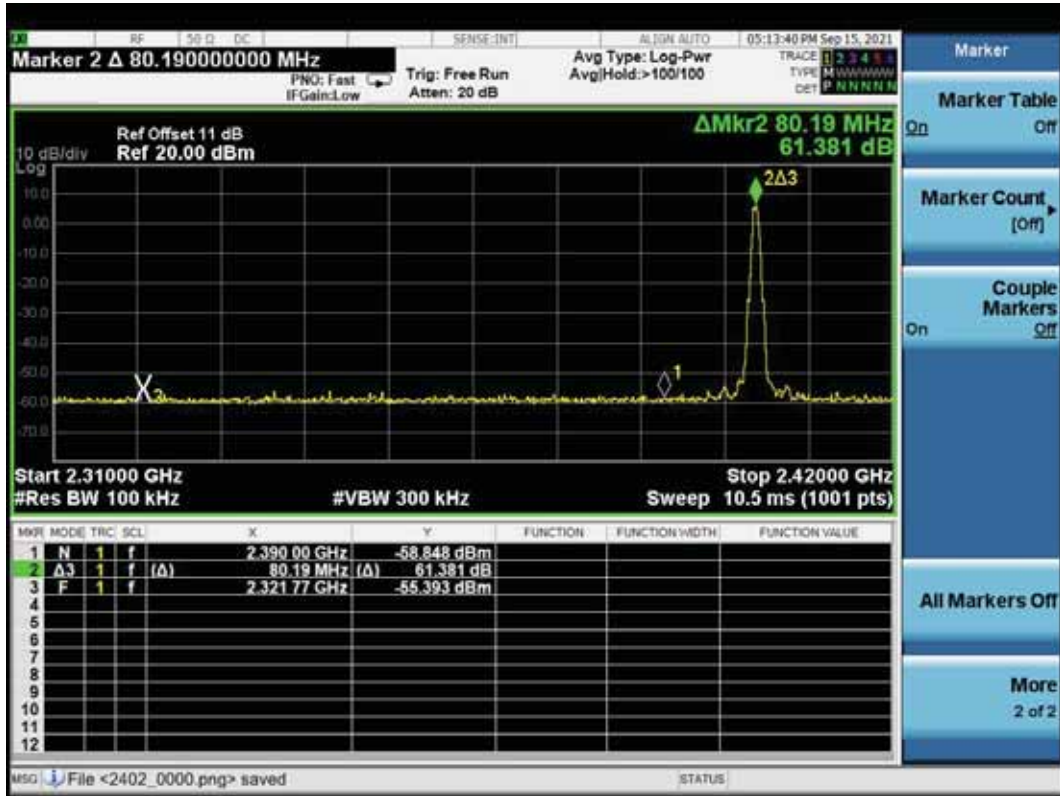 RF 50 Ω DC SENSE:INT ALIGN AUTO 05:13:40 PM Sep 15, 2021
Marker 2 Δ 80.190000000 MHz
PNO: Fast
IFGain:Low
Trig: Free Run
Atten: 20 dB
Avg Type: Log-Pwr
Avg|Hold:>100/100
TRACE 1 2 3 4 5 6
TYPE M WWWWW
DET P N N N N N
Ref Offset 11 dB
10 dB/div Ref 20.00 dBm
Log
ΔMkr2 80.19 MHz
61.381 dB
2Δ3
10.0
0.00
-10.0
-20.0
-30.0
-40.0
-50.0
-60.0
-70.0
3
1
Start 2.31000 GHz Stop 2.42000 GHz
#Res BW 100 kHz #VBW 300 kHz Sweep 10.5 ms (1001 pts)
MKR MODE TRC SCL X Y FUNCTION FUNCTION WIDTH FUNCTION VALUE
1 N 1 f 2.390 00 GHz -58.848 dBm
2 Δ3 1 f (Δ) 80.19 MHz (Δ) 61.381 dB
3 F 1 f 2.321 77 GHz -55.393 dBm
4
5
6
7
8
9
10
11
12
MSG File <2402_0000.png> saved STATUS
Marker
Marker Table
On Off
Marker Count
[Off]
Couple
Markers
On Off
All Markers Off
More
2 of 2